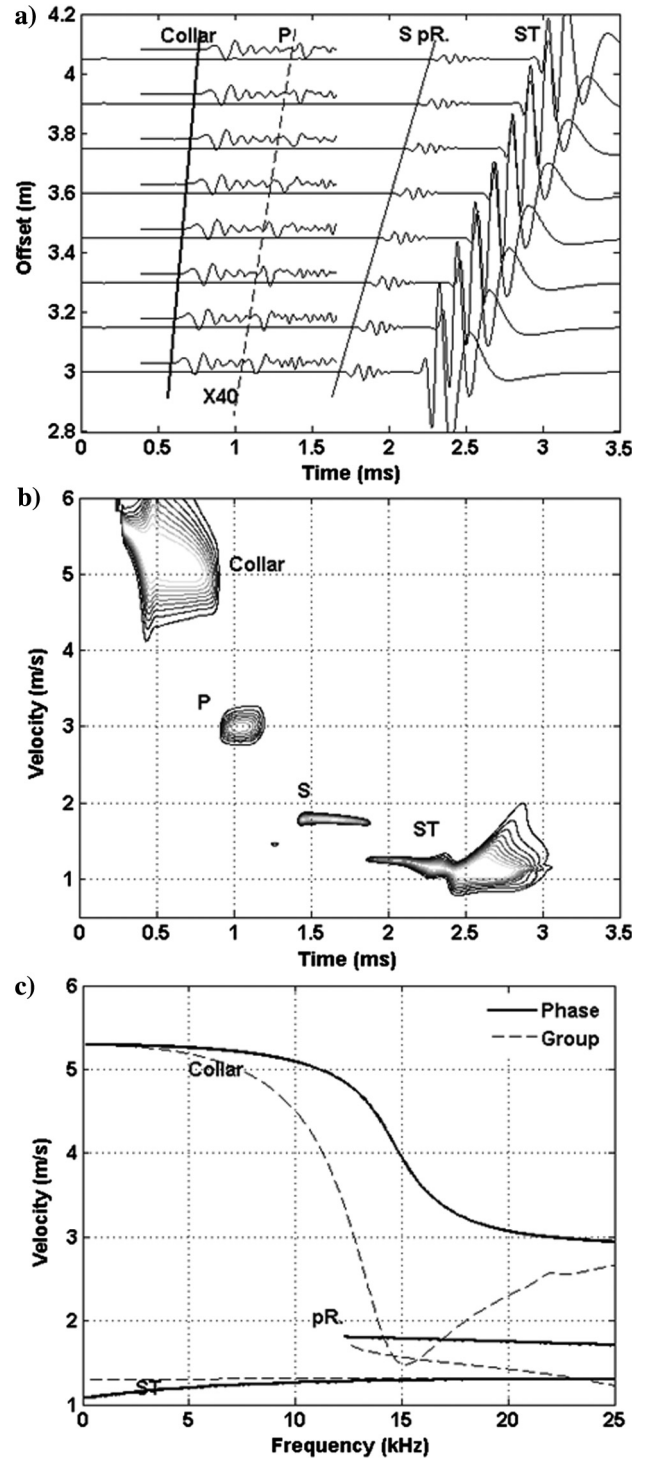 a)
Collar P S pR. ST
4.2
4
3.8
3.6
3.4
3.2
3
2.8
Offset (m)
X40
0 0.5 1 1.5 2 2.5 3 3.5
Time (ms)
b)
6
5
4
3
2
1
Velocity (m/s)
Collar
P
S
ST
0 0.5 1 1.5 2 2.5 3 3.5
Time (ms)
c)
6
5
4
3
2
1
Velocity (m/s)
Phase
Group
Collar
pR.
ST
0 5 10 15 20 25
Frequency (kHz)